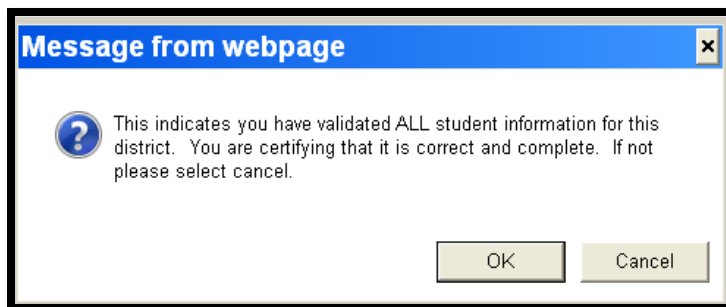 Message from webpage
This indicates you have validated ALL student information for this
district.  You are certifying that it is correct and complete.  If not
please select cancel.
OK
Cancel